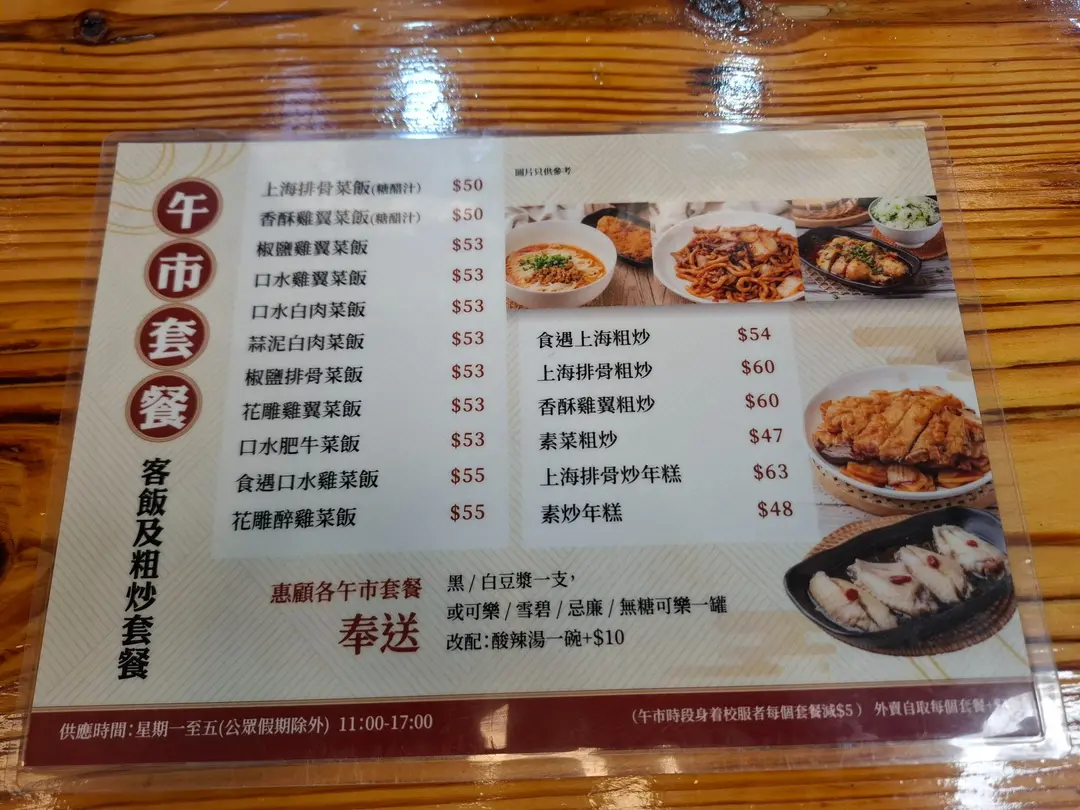 午市套餐
客飯及粗炒套餐
上海排骨菜飯(糖醋汁) $50
香酥雞翼菜飯(糖醋汁) $50
椒鹽雞翼菜飯 $53
口水雞翼菜飯 $53
口水白肉菜飯 $53
蒜泥白肉菜飯 $53
椒鹽排骨菜飯 $53
花雕雞翼菜飯 $53
口水肥牛菜飯 $53
食遇口水雞菜飯 $55
花雕醉雞菜飯 $55
圖片只供參考
食遇上海粗炒 $54
上海排骨粗炒 $60
香酥雞翼粗炒 $60
素菜粗炒 $47
上海排骨炒年糕 $63
素炒年糕 $48
惠顧各午市套餐
奉送
黑/白豆漿一支，
或可樂/雪碧/忌廉/無糖可樂一罐
改配：酸辣湯一碗+$10
供應時間：星期一至五(公眾假期除外) 11:00-17:00
(午市時段身着校服者每個套餐減$5) 外賣自取每個套餐